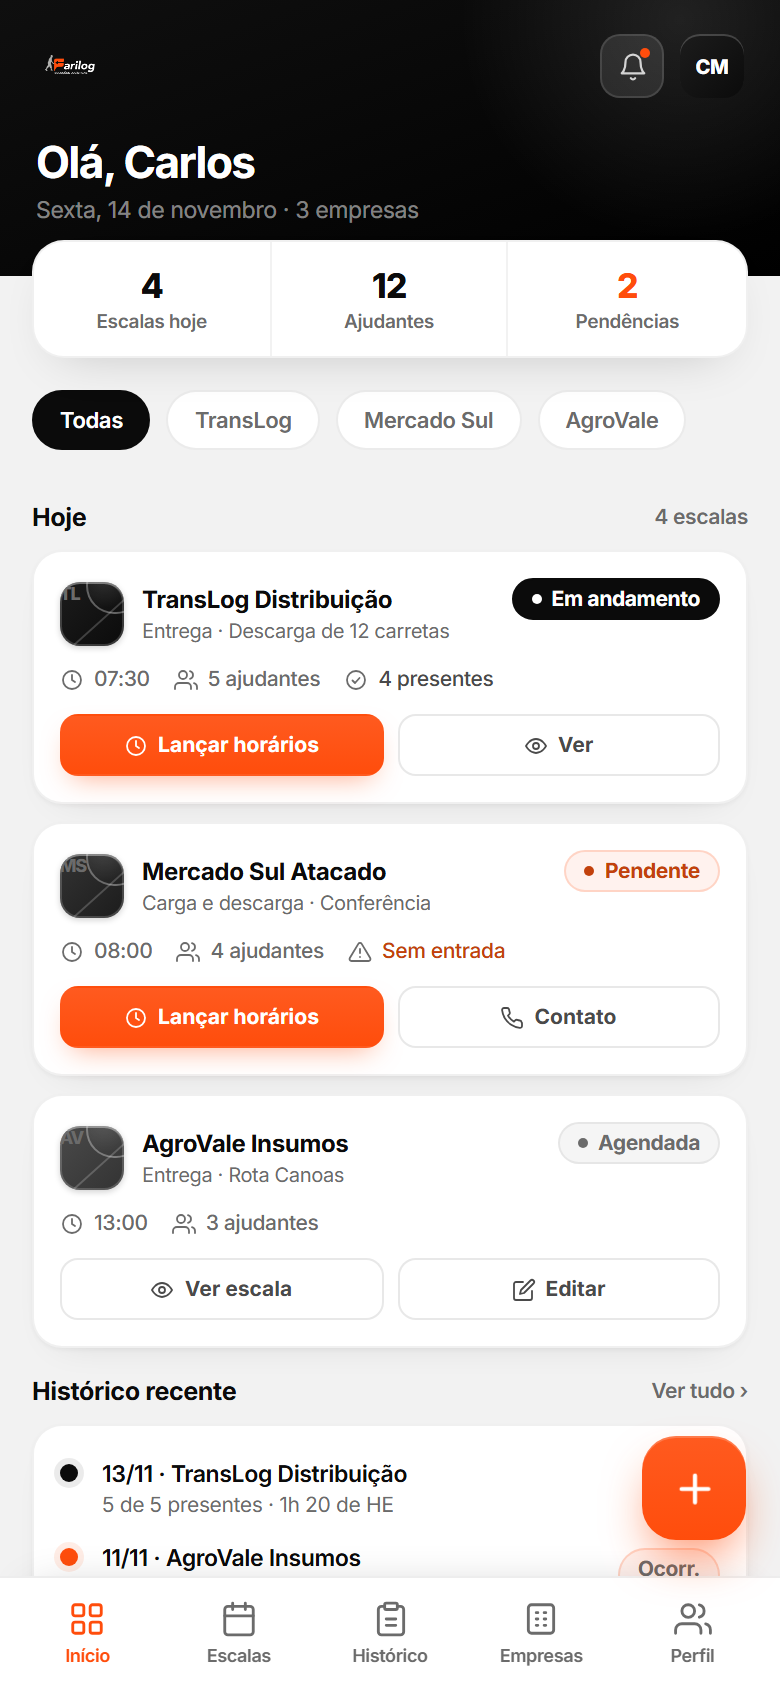 Farilog
CM
Olá, Carlos
Sexta, 14 de novembro · 3 empresas
4
Escalas hoje
12
Ajudantes
2
Pendências
Todas
TransLog
Mercado Sul
AgroVale
Hoje
4 escalas
TL
TransLog Distribuição
Em andamento
Entrega · Descarga de 12 carretas
07:30
5 ajudantes
4 presentes
Lançar horários
Ver
MS
Mercado Sul Atacado
Pendente
Carga e descarga · Conferência
08:00
4 ajudantes
Sem entrada
Lançar horários
Contato
AV
AgroVale Insumos
Agendada
Entrega · Rota Canoas
13:00
3 ajudantes
Ver escala
Editar
Histórico recente
Ver tudo ›
13/11 · TransLog Distribuição
5 de 5 presentes · 1h 20 de HE
11/11 · AgroVale Insumos
Ocorr.
Início
Escalas
Histórico
Empresas
Perfil